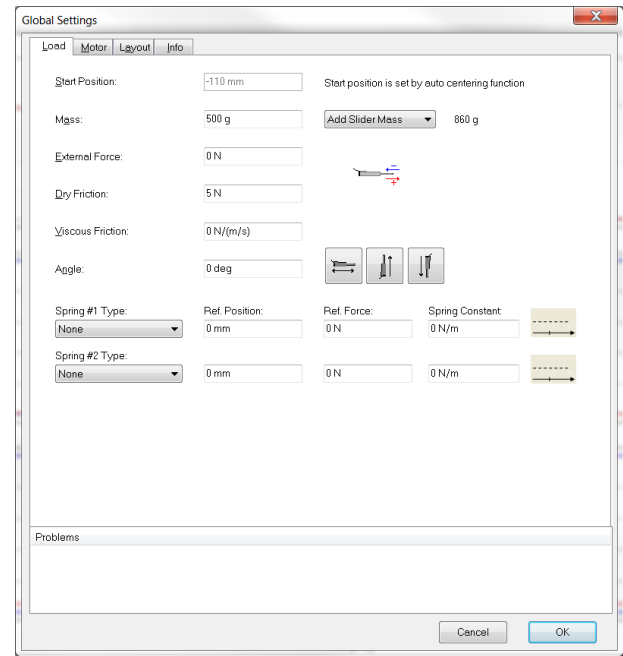 Global Settings
Load Motor Layout Info
Start Position: -110 mm Start position is set by auto centering function
Mass: 500 g Add Slider Mass 860 g
External Force: 0 N
−
+
Dry Friction: 5 N
Viscous Friction: 0 N/(m/s)
Angle: 0 deg
Spring #1 Type: Ref. Position: Ref. Force: Spring Constant:
None 0 mm 0 N 0 N/m
Spring #2 Type:
None 0 mm 0 N 0 N/m
Problems
Cancel OK